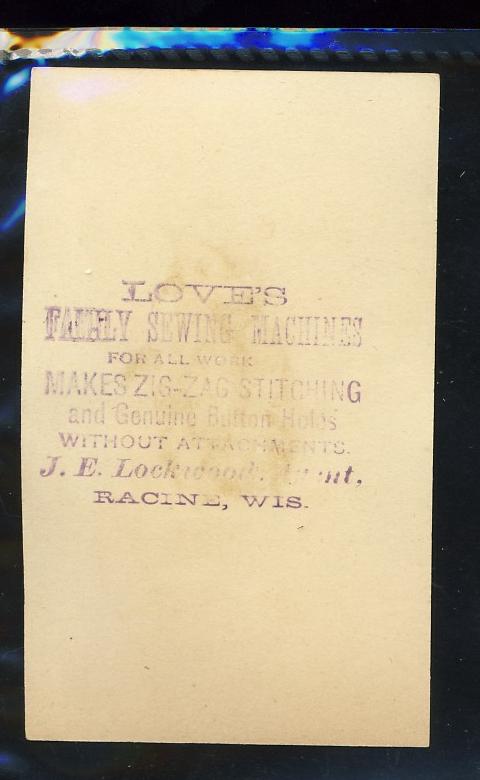 LOVE'S
FAMILY SEWING MACHINES
FOR ALL WORK
MAKES ZIG-ZAG STITCHING
and Genuine Button Holes
WITHOUT ATTACHMENTS.
J. E. Lockwood, Agent,
RACINE, WIS.